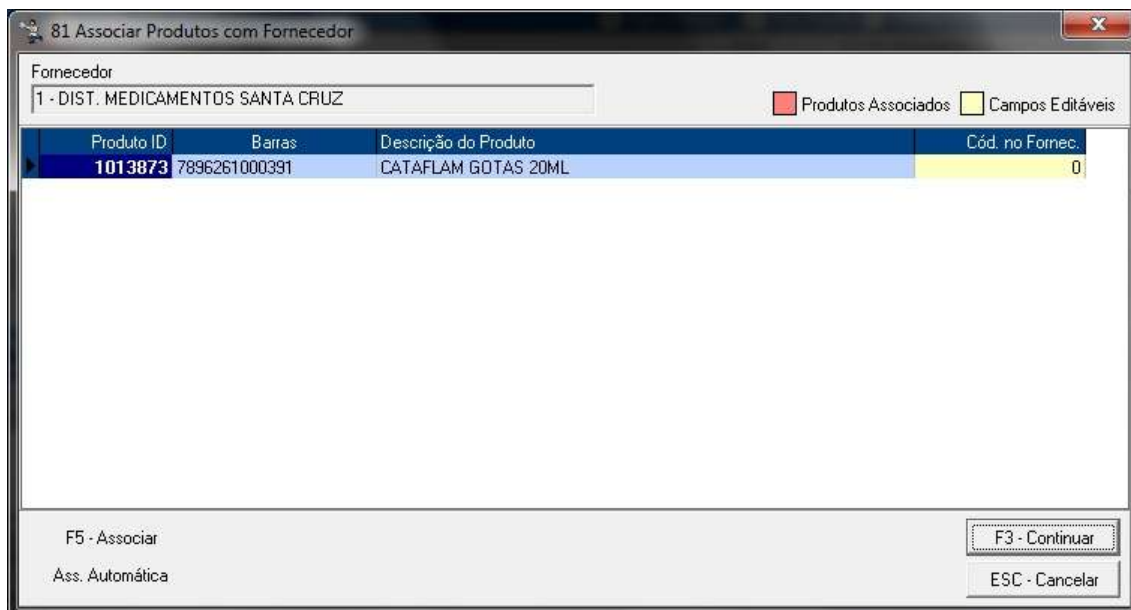 81 Associar Produtos com Fornecedor
X
Fornecedor
1 - DIST. MEDICAMENTOS SANTA CRUZ
Produtos Associados Campos Editáveis
Produto ID Barras Descrição do Produto Cód. no Fornec.
1013873 7896261000391 CATAFLAM GOTAS 20ML 0
F5 - Associar F3 - Continuar
Ass. Automática ESC - Cancelar